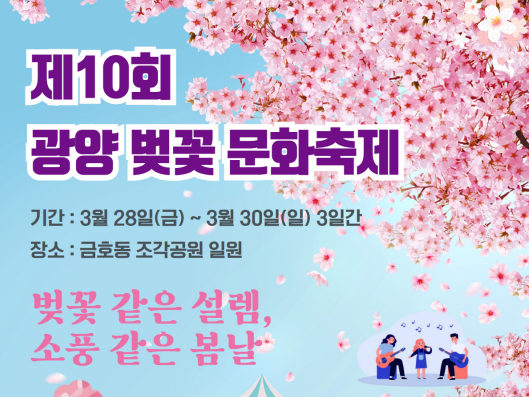 제10회
광양 벚꽃 문화축제
기간 : 3월 28일(금) ~ 3월 30일(일) 3일간
장소 : 금호동 조각공원 일원
벚꽃 같은 설렘,
소풍 같은 봄날